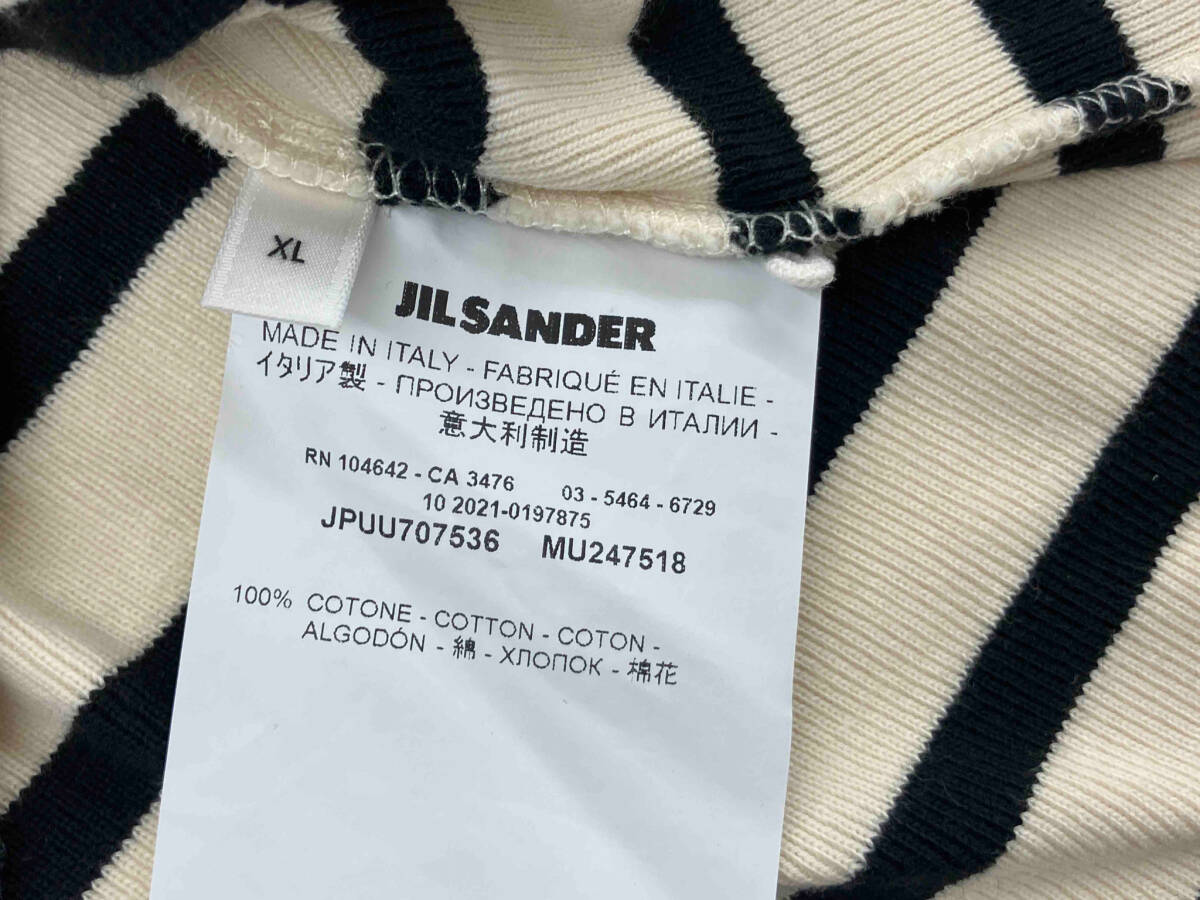 XL
JIL SANDER
MADE IN ITALY - FABRIQUÉ EN ITALIE -
イタリア製 - ПРОИЗВЕДЕНО В ИТАЛИИ -
意大利制造
RN 104642 - CA 3476 03 - 5464 - 6729
10 2021-0197875
JPUU707536 MU247518
100% COTONE - COTTON - COTON -
ALGODÓN - 綿 - ХЛОПОК - 棉花